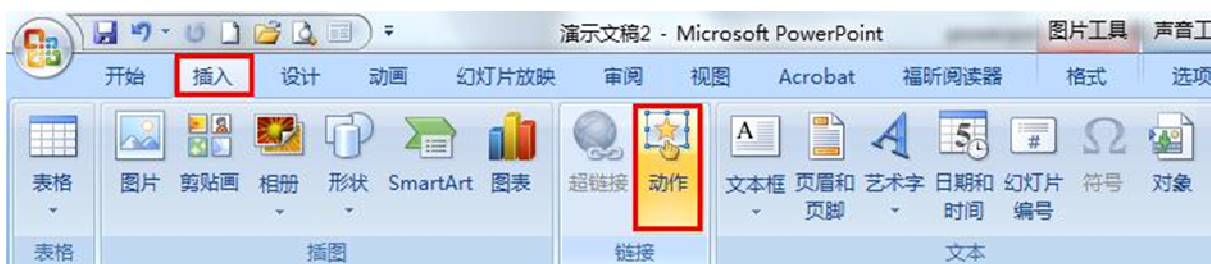 演示文稿2 - Microsoft PowerPoint
图片工具 声音工
开始 插入 设计 动画 幻灯片放映 审阅 视图 Acrobat 福昕阅读器 格式 选项
A 5 # Ω
表格 图片 剪贴画 相册 形状 SmartArt 图表 超链接 动作 文本框 页眉和 艺术字 日期和 幻灯片 符号 对象
页脚 时间 编号
表格 插图 链接 文本